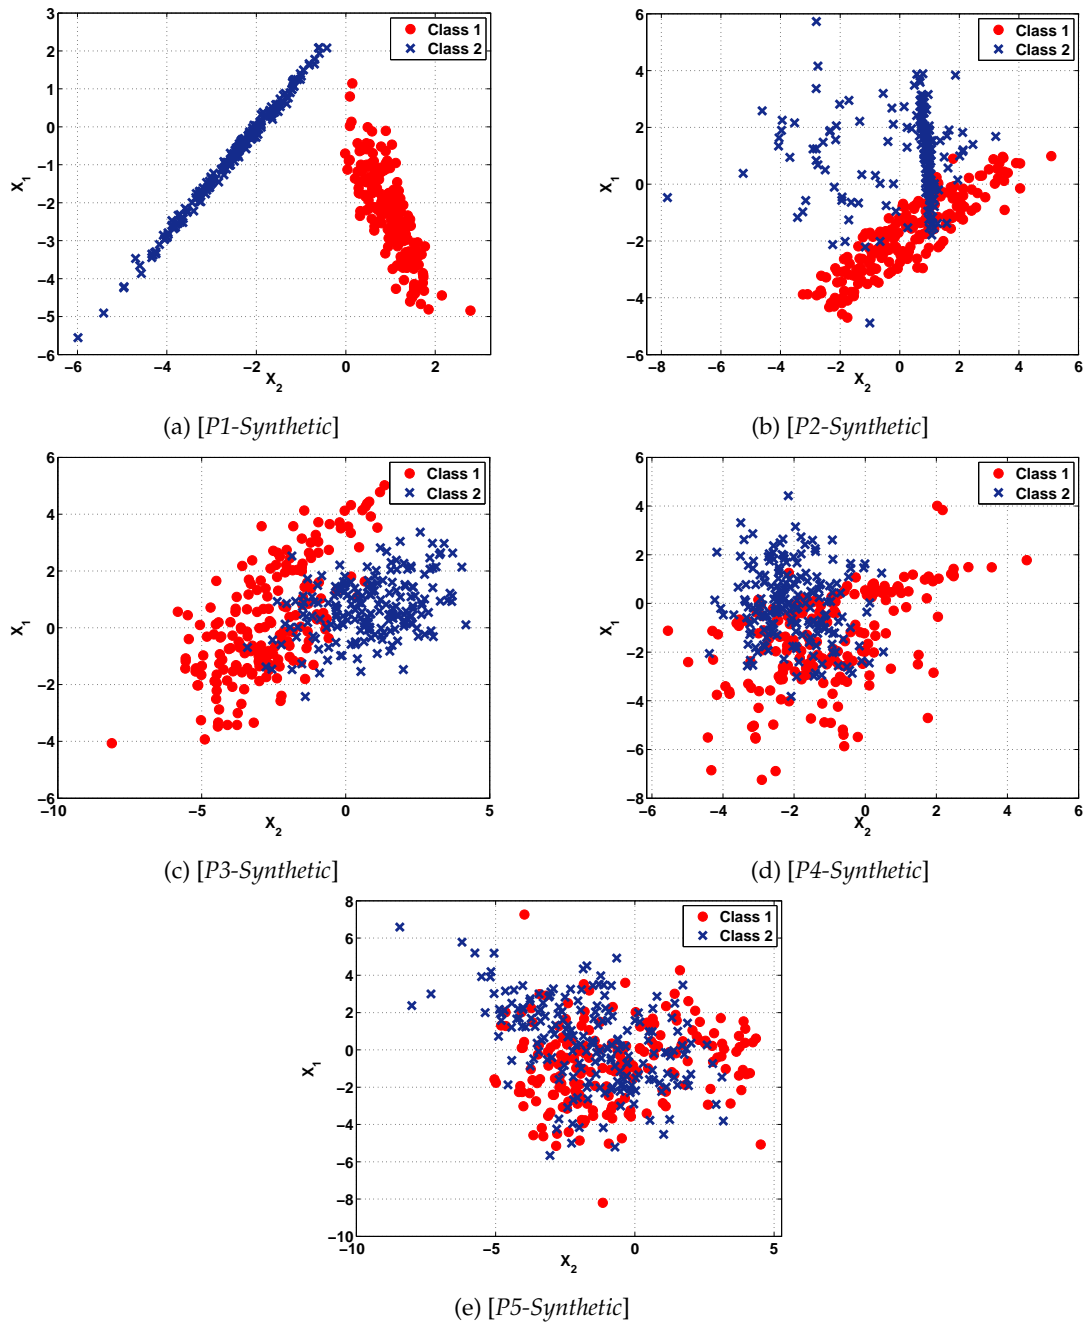 3
2
1
0
−1
−2
−3
−4
−5
−6
−6
−4
−2
0
2
X1
X2
Class 1
Class 2
(a) [P1-Synthetic]
6
4
2
0
−2
−4
−6
−8
−6
−4
−2
0
2
4
6
X1
X2
Class 1
Class 2
(b) [P2-Synthetic]
6
4
2
0
−2
−4
−6
−10
−5
0
5
X1
X2
Class 1
Class 2
(c) [P3-Synthetic]
6
4
2
0
−2
−4
−6
−8
−6
−4
−2
0
2
4
6
X1
X2
Class 1
Class 2
(d) [P4-Synthetic]
8
6
4
2
0
−2
−4
−6
−8
−10
−10
−5
0
5
X1
X2
Class 1
Class 2
(e) [P5-Synthetic]